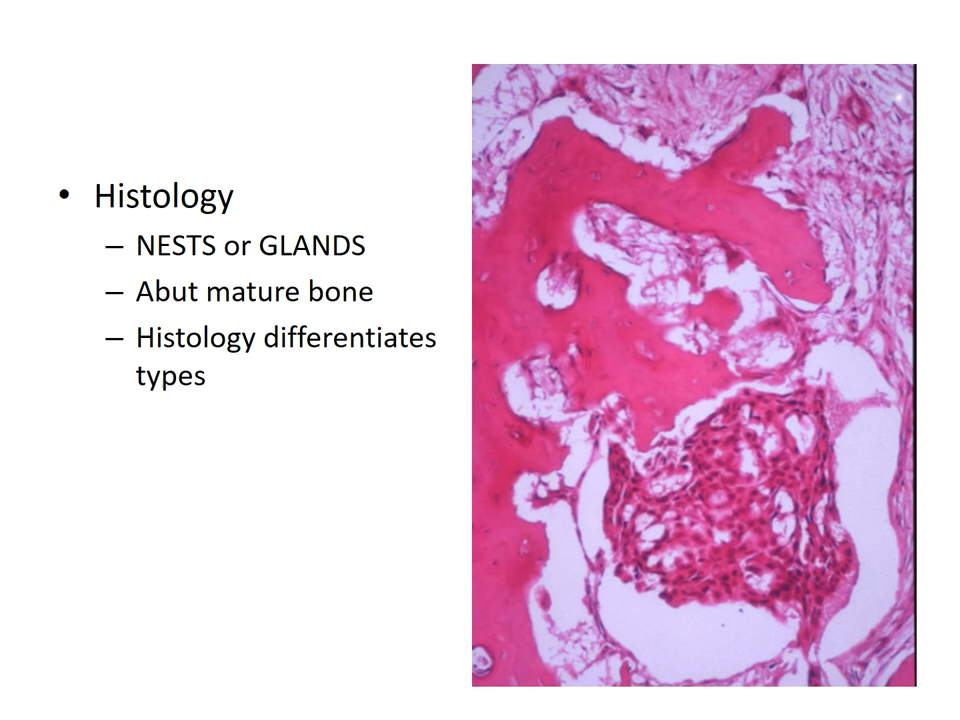 • Histology
– NESTS or GLANDS
– Abut mature bone
– Histology differentiates
types